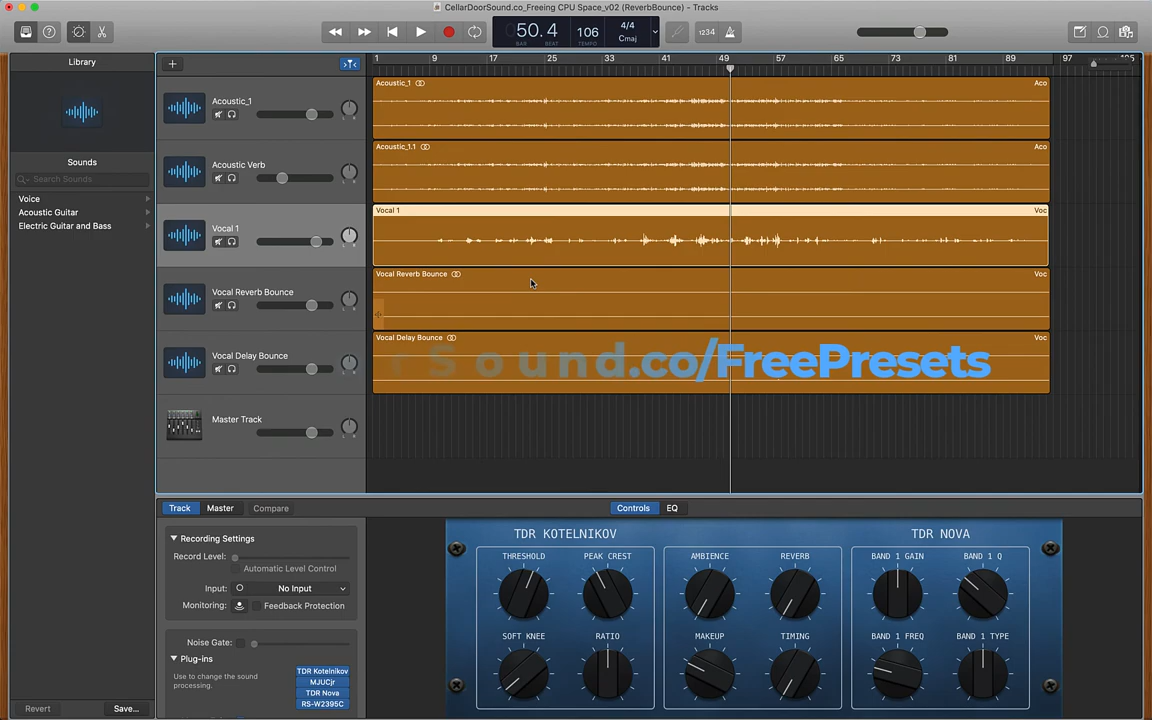 CellarDoorSound.co_Freeing CPU Space_v02 (ReverbBounce) - Tracks
50.4
BAR
BEAT
106
TEMPO
4/4
Cmaj
1234
Library
Sounds
Search Sounds
Voice
Acoustic Guitar
Electric Guitar and Bass
Revert
Save...
1 9 17 25 33 41 49 57 65 73 81 89 97 105
Acoustic_1
L R
Acoustic_1
Aco
Acoustic Verb
L R
Acoustic_1.1
Aco
Vocal 1
L R
Vocal 1
Voc
Vocal Reverb Bounce
L R
Vocal Reverb Bounce
Voc
Vocal Delay Bounce
L R
Vocal Delay Bounce
Voc
r Sound.co/FreePresets
Master Track
L R
Track
Master
Compare
Controls
EQ
Recording Settings
Record Level:
Automatic Level Control
Input:
No Input
Monitoring:
Feedback Protection
Noise Gate:
Plug-ins
Use to change the sound
processing.
TDR Kotelnikov
MJUCjr
TDR Nova
RS-W2395C
TDR KOTELNIKOV
TDR NOVA
THRESHOLD
PEAK CREST
AMBIENCE
REVERB
BAND 1 GAIN
BAND 1 Q
SOFT KNEE
RATIO
MAKEUP
TIMING
BAND 1 FREQ
BAND 1 TYPE